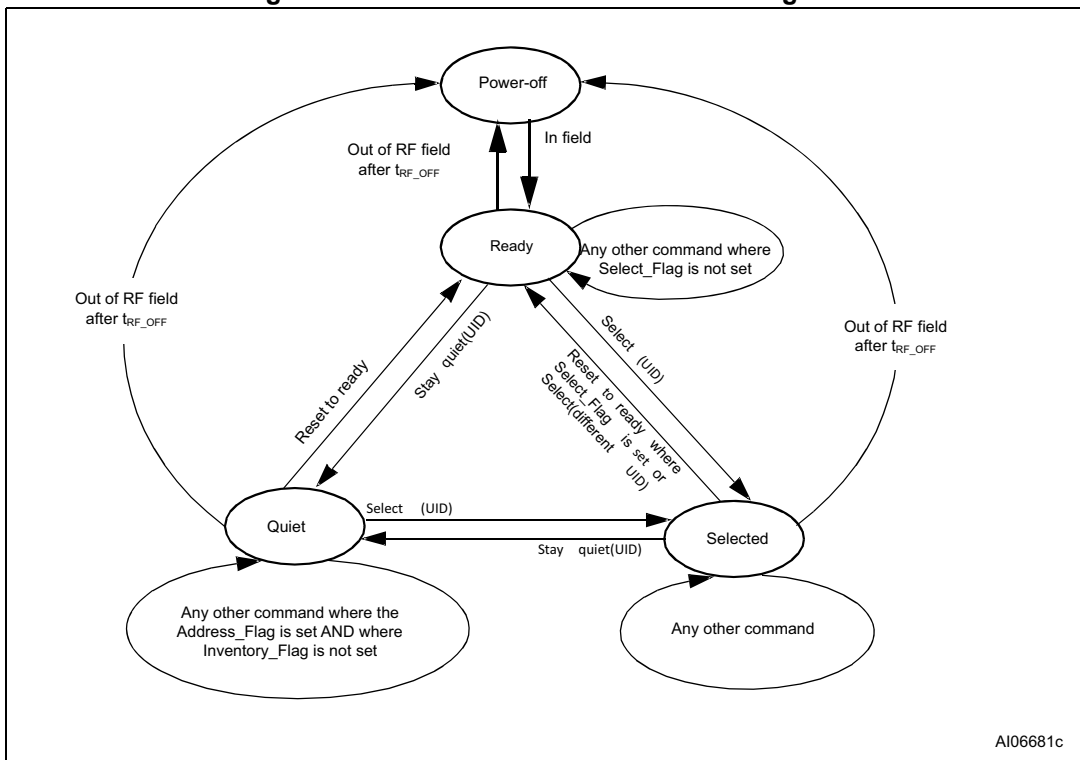 Power-off
In field
Out of RF field
after tRF_OFF
Ready
Any other command where
Select_Flag is not set
Out of RF field
after tRF_OFF
Out of RF field
after tRF_OFF
Reset to ready
Stay quiet(UID)
Select (UID)
Reset to ready where
Select_Flag is set or
Select(different UID)
Quiet
Select (UID)
Stay quiet(UID)
Selected
Any other command where the
Address_Flag is set AND where
Inventory_Flag is not set
Any other command
AI06681c